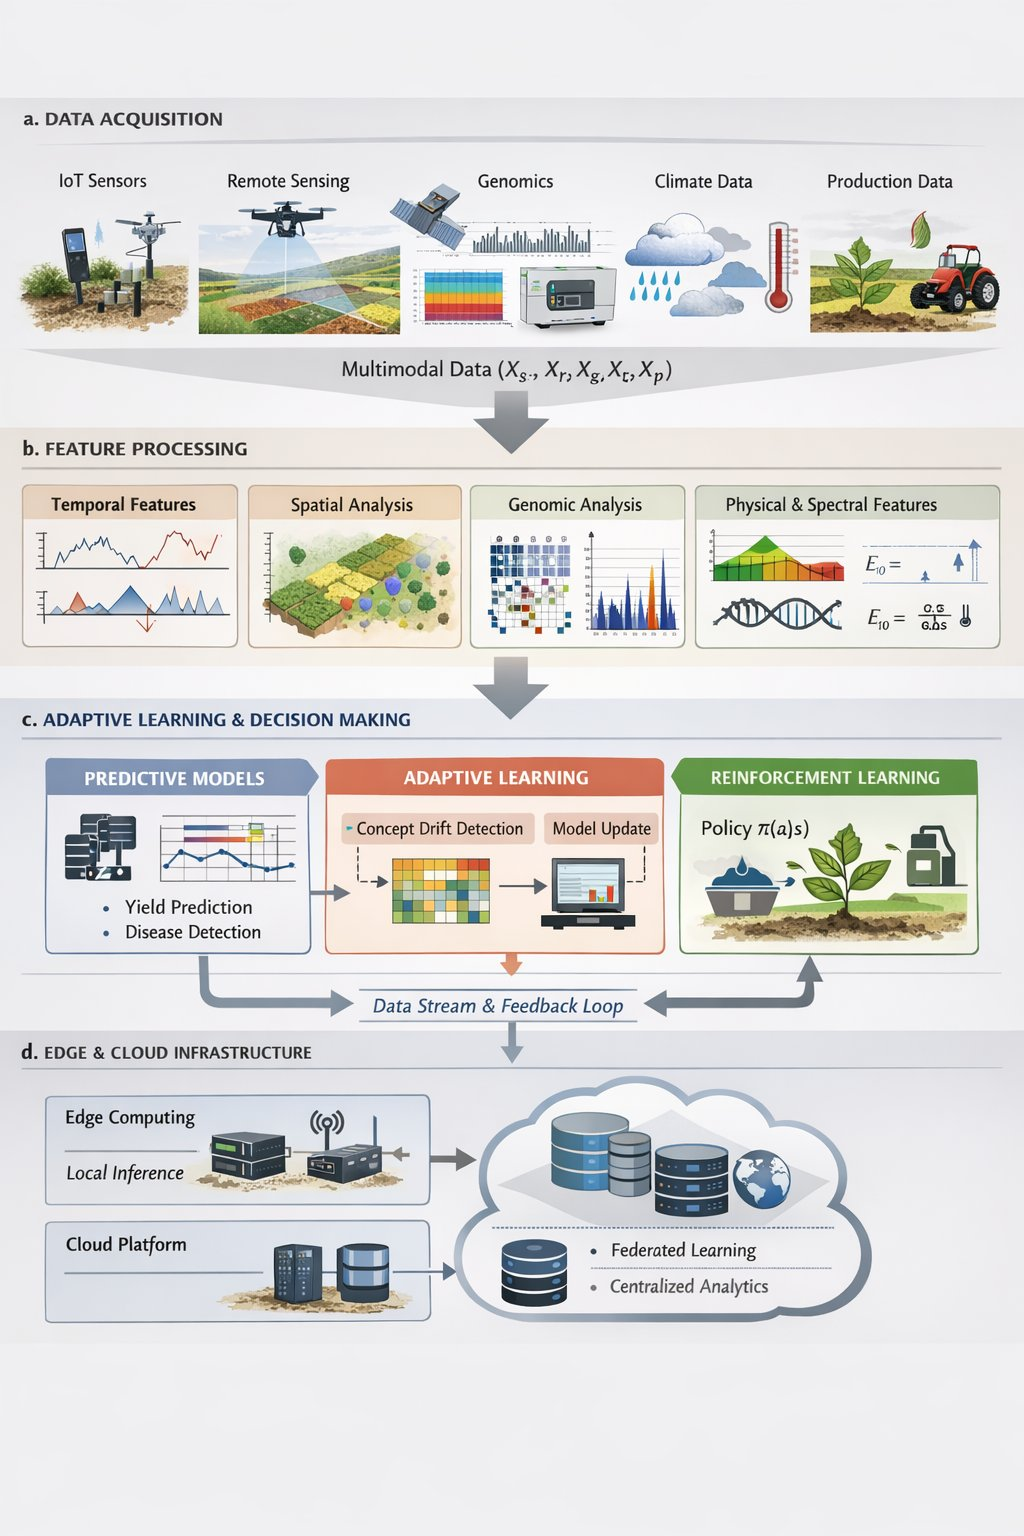 a. DATA ACQUISITION
IoT Sensors
Remote Sensing
Genomics
Climate Data
Production Data
Multimodal Data (Xs., Xr, Xg, Xt, Xp)
b. FEATURE PROCESSING
Temporal Features
Spatial Analysis
Genomic Analysis
Physical & Spectral Features
E10 =
E10 =
c. ADAPTIVE LEARNING & DECISION MAKING
PREDICTIVE MODELS
ADAPTIVE LEARNING
REINFORCEMENT LEARNING
Concept Drift Detection
Model Update
Policy π(a)s)
• Yield Prediction
• Disease Detection
Data Stream & Feedback Loop
d. EDGE & CLOUD INFRASTRUCTURE
Edge Computing
Local Inference
Cloud Platform
• Federated Learning
• Centralized Analytics